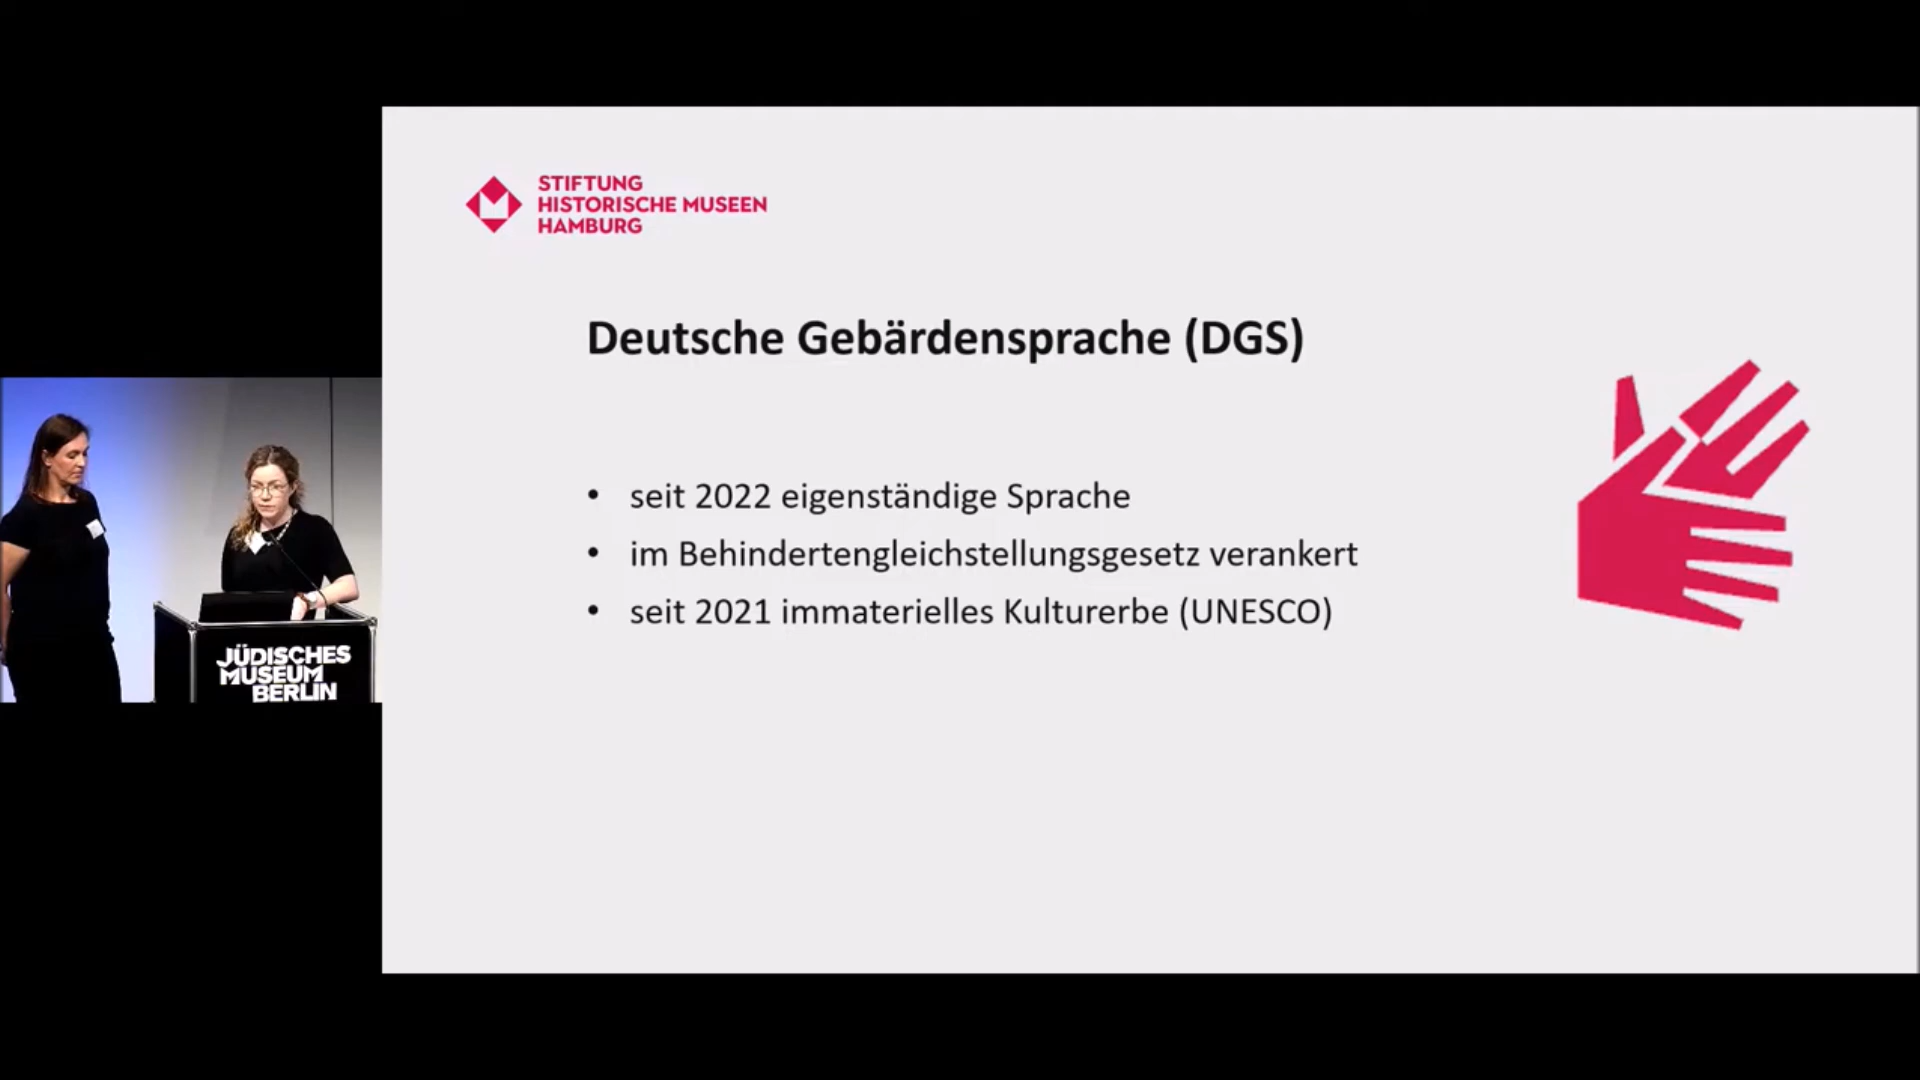 STIFTUNG
HISTORISCHE MUSEEN
HAMBURG
Deutsche Gebärdensprache (DGS)
• seit 2022 eigenständige Sprache
• im Behindertengleichstellungsgesetz verankert
• seit 2021 immaterielles Kulturerbe (UNESCO)
JÜDISCHES
MUSEUM
BERLIN